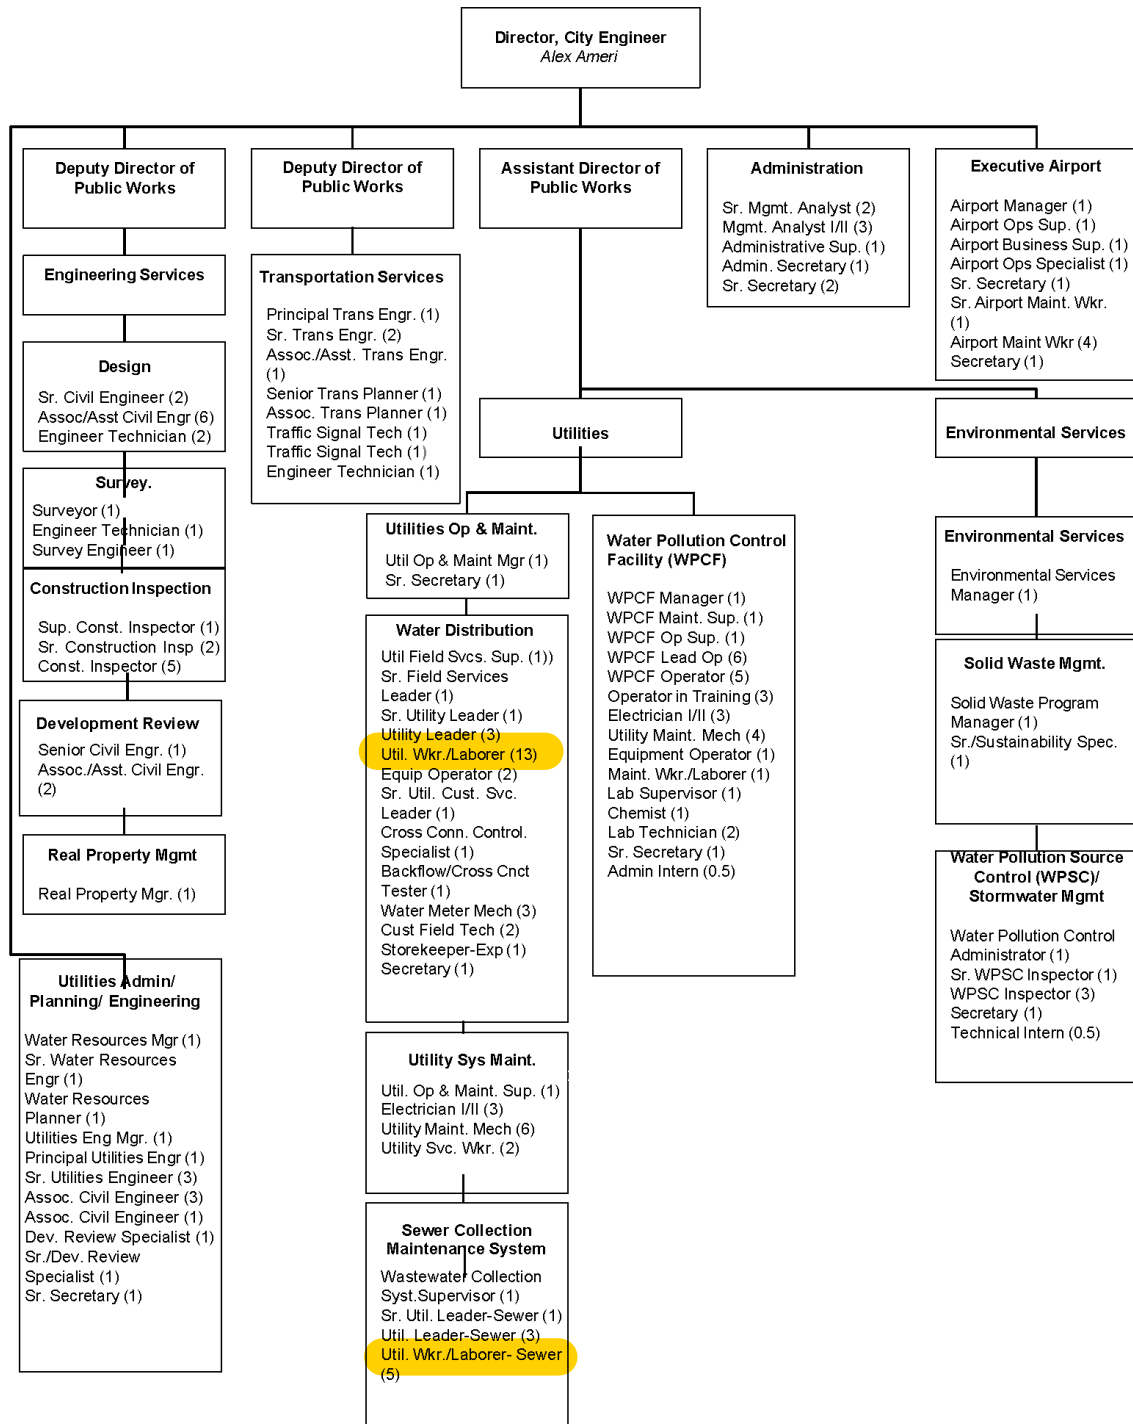 Director, City Engineer
Alex Ameri
Deputy Director of
Public Works
Engineering Services
Design
Sr. Civil Engineer (2)
Assoc/Asst Civil Engr (6)
Engineer Technician (2)
Survey.
Surveyor (1)
Engineer Technician (1)
Survey Engineer (1)
Construction Inspection
Sup. Const. Inspector (1)
Sr. Construction Insp (2)
Const. Inspector (5)
Development Review
Senior Civil Engr. (1)
Assoc./Asst. Civil Engr.
(2)
Real Property Mgmt
Real Property Mgr. (1)
Utilities Admin/
Planning/ Engineering
Water Resources Mgr (1)
Sr. Water Resources
Engr (1)
Water Resources
Planner (1)
Utilities Eng Mgr. (1)
Principal Utilities Engr (1)
Sr. Utilities Engineer (3)
Assoc. Civil Engineer (3)
Assoc. Civil Engineer (1)
Dev. Review Specialist (1)
Sr./Dev. Review
Specialist (1)
Sr. Secretary (1)
Deputy Director of
Public Works
Transportation Services
Principal Trans Engr. (1)
Sr. Trans Engr. (2)
Assoc./Asst. Trans Engr.
(1)
Senior Trans Planner (1)
Assoc. Trans Planner (1)
Traffic Signal Tech (1)
Traffic Signal Tech (1)
Engineer Technician (1)
Assistant Director of
Public Works
Utilities
Utilities Op & Maint.
Util Op & Maint Mgr (1)
Sr. Secretary (1)
Water Distribution
Util Field Svcs. Sup. (1))
Sr. Field Services
Leader (1)
Sr. Utility Leader (1)
Utility Leader (3)
Util. Wkr./Laborer (13)
Equip Operator (2)
Sr. Util. Cust. Svc.
Leader (1)
Cross Conn. Control.
Specialist (1)
Backflow/Cross Cnct
Tester (1)
Water Meter Mech (3)
Cust Field Tech (2)
Storekeeper-Exp (1)
Secretary (1)
Utility Sys Maint.
Util. Op & Maint. Sup. (1)
Electrician I/II (3)
Utility Maint. Mech (6)
Utility Svc. Wkr. (2)
Sewer Collection
Maintenance System
Wastewater Collection
Syst.Supervisor (1)
Sr. Util. Leader-Sewer (1)
Util. Leader-Sewer (3)
Util. Wkr./Laborer- Sewer
(5)
Water Pollution Control
Facility (WPCF)
WPCF Manager (1)
WPCF Maint. Sup. (1)
WPCF Op Sup. (1)
WPCF Lead Op (6)
WPCF Operator (5)
Operator in Training (3)
Electrician I/II (3)
Utility Maint. Mech (4)
Equipment Operator (1)
Maint. Wkr./Laborer (1)
Lab Supervisor (1)
Chemist (1)
Lab Technician (2)
Sr. Secretary (1)
Admin Intern (0.5)
Administration
Sr. Mgmt. Analyst (2)
Mgmt. Analyst I/II (3)
Administrative Sup. (1)
Admin. Secretary (1)
Sr. Secretary (2)
Executive Airport
Airport Manager (1)
Airport Ops Sup. (1)
Airport Business Sup. (1)
Airport Ops Specialist (1)
Sr. Secretary (1)
Sr. Airport Maint. Wkr.
(1)
Airport Maint Wkr (4)
Secretary (1)
Environmental Services
Environmental Services
Environmental Services
Manager (1)
Solid Waste Mgmt.
Solid Waste Program
Manager (1)
Sr./Sustainability Spec.
(1)
Water Pollution Source
Control (WPSC)/
Stormwater Mgmt
Water Pollution Control
Administrator (1)
Sr. WPSC Inspector (1)
WPSC Inspector (3)
Secretary (1)
Technical Intern (0.5)